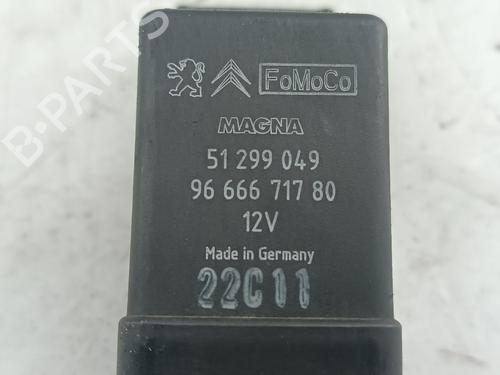 B-PARTS
FoMoCo
MAGNA
51 299 049
96 666 717 80
12V
Made in Germany
22C11